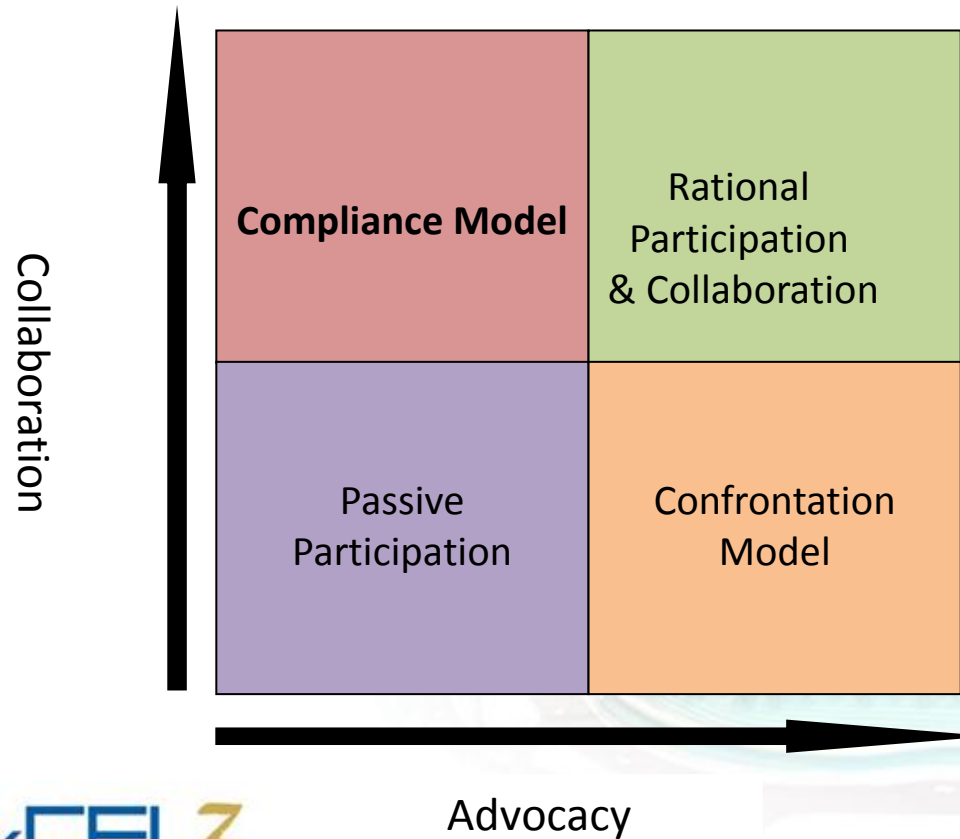 Collaboration
Compliance Model
Rational
Participation
& Collaboration
Passive
Participation
Confrontation
Model
Advocacy